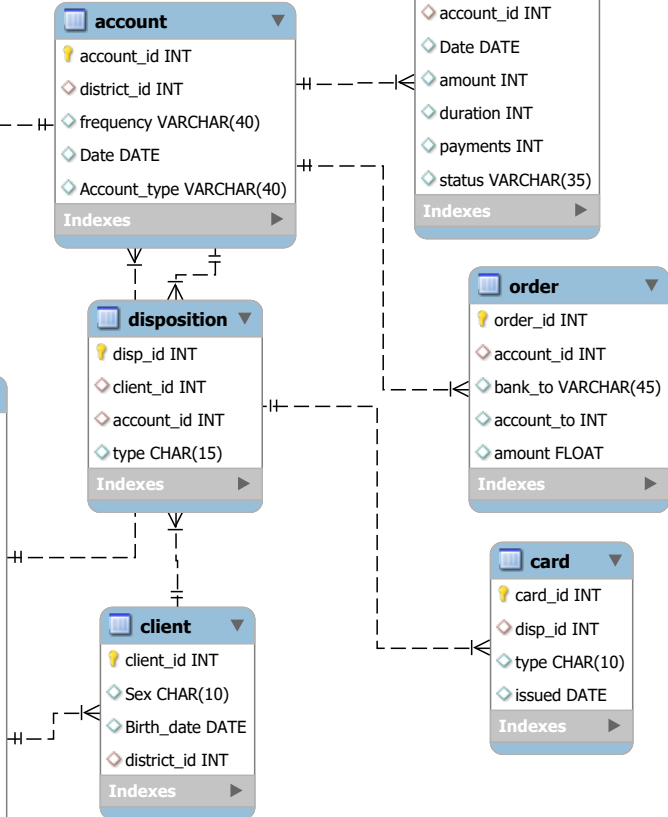 account
account_id INT
district_id INT
frequency VARCHAR(40)
Date DATE
Account_type VARCHAR(40)
Indexes
account_id INT
Date DATE
amount INT
duration INT
payments INT
status VARCHAR(35)
Indexes
disposition
disp_id INT
client_id INT
account_id INT
type CHAR(15)
Indexes
order
order_id INT
account_id INT
bank_to VARCHAR(45)
account_to INT
amount FLOAT
Indexes
client
client_id INT
Sex CHAR(10)
Birth_date DATE
district_id INT
Indexes
card
card_id INT
disp_id INT
type CHAR(10)
issued DATE
Indexes